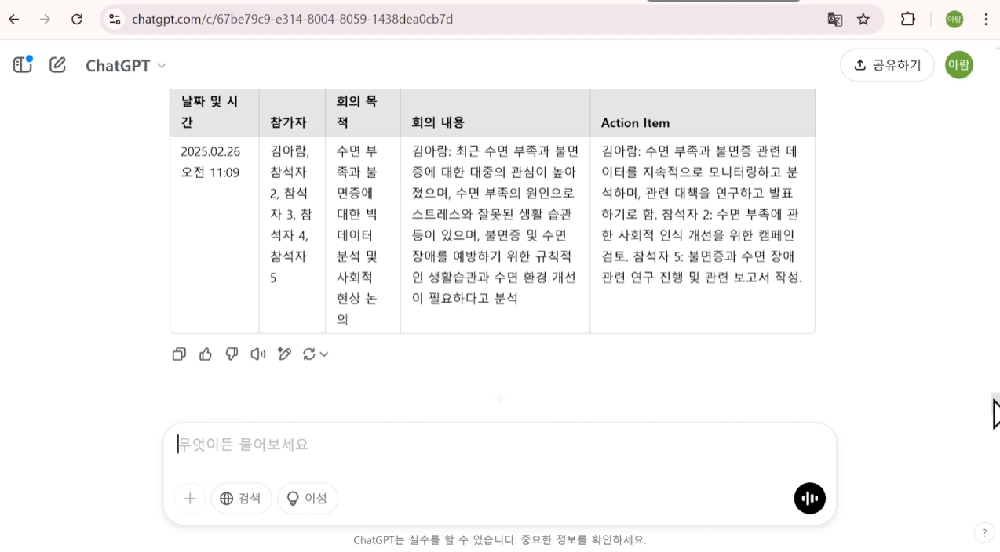 chatgpt.com/c/67be79c9-e314-8004-8059-1438dea0cb7d
아람
ChatGPT
공유하기
아람
날짜 및 시
간
참가자
회의 목
적
회의 내용
Action Item
2025.02.26
오전 11:09
김아람,
참석자
2, 참석
자 3, 참
석자 4,
참석자
5
수면 부
족과 불
면증에
대한 빅
데이터
분석 및
사회적
현상 논
의
김아람: 최근 수면 부족과 불면
증에 대한 대중의 관심이 높아
졌으며, 수면 부족의 원인으로
스트레스와 잘못된 생활 습관
등이 있으며, 불면증 및 수면
장애를 예방하기 위한 규칙적
인 생활습관과 수면 환경 개선
이 필요하다고 분석
김아람: 수면 부족과 불면증 관련 데
이터를 지속적으로 모니터링하고 분
석하며, 관련 대책을 연구하고 발표
하기로 함. 참석자 2: 수면 부족에 관
한 사회적 인식 개선을 위한 캠페인
검토. 참석자 5: 불면증과 수면 장애
관련 연구 진행 및 관련 보고서 작성.
무엇이든 물어보세요
검색
이성
ChatGPT는 실수를 할 수 있습니다. 중요한 정보를 확인하세요.
?